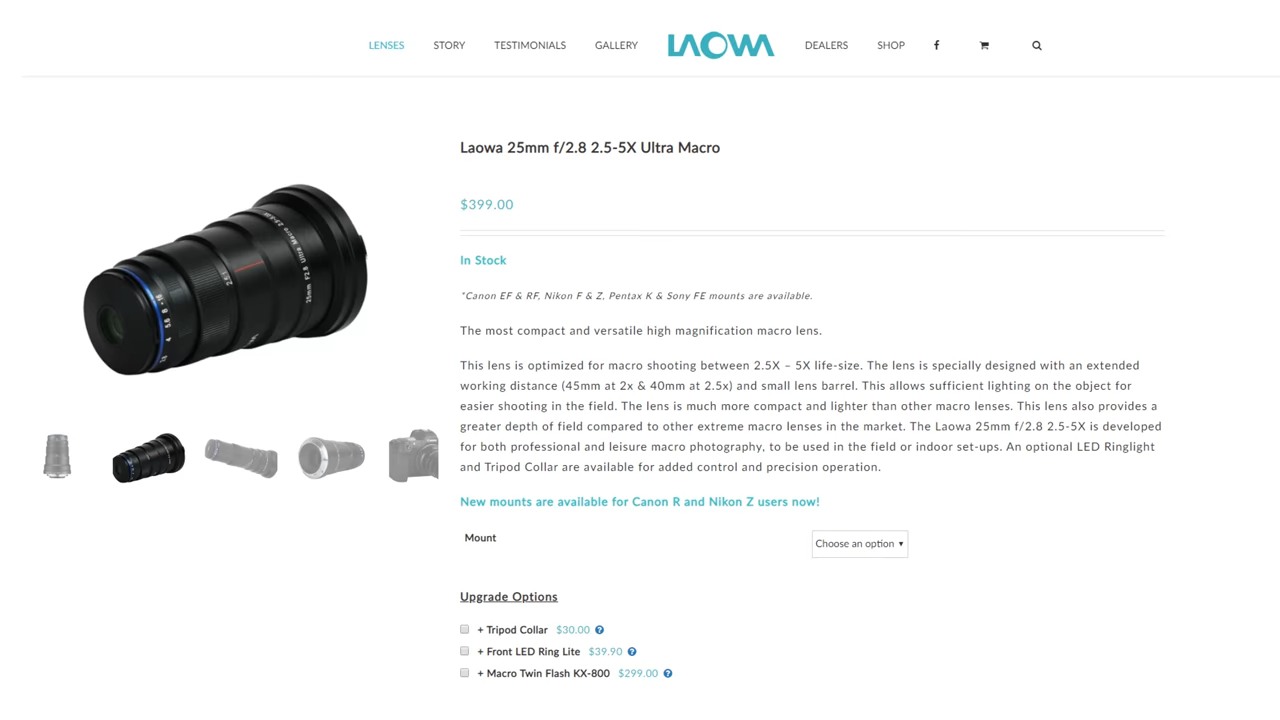 LENSES STORY TESTIMONIALS GALLERY LAOWA DEALERS SHOP
Laowa 25mm f/2.8 2.5-5X Ultra Macro
$399.00
In Stock
*Canon EF & RF, Nikon F & Z, Pentax K & Sony FE mounts are available.
The most compact and versatile high magnification macro lens.
This lens is optimized for macro shooting between 2.5X – 5X life-size. The lens is specially designed with an extended
working distance (45mm at 2x & 40mm at 2.5x) and small lens barrel. This allows sufficient lighting on the object for
easier shooting in the field. The lens is much more compact and lighter than other macro lenses. This lens also provides a
greater depth of field compared to other extreme macro lenses in the market. The Laowa 25mm f/2.8 2.5-5X is developed
for both professional and leisure macro photography, to be used in the field or indoor set-ups. An optional LED Ringlight
and Tripod Collar are available for added control and precision operation.
New mounts are available for Canon R and Nikon Z users now!
Mount
Choose an option
Upgrade Options
+ Tripod Collar $30.00
+ Front LED Ring Lite $39.90
+ Macro Twin Flash KX-800 $299.00
25mm F2.8 Ultra Macro